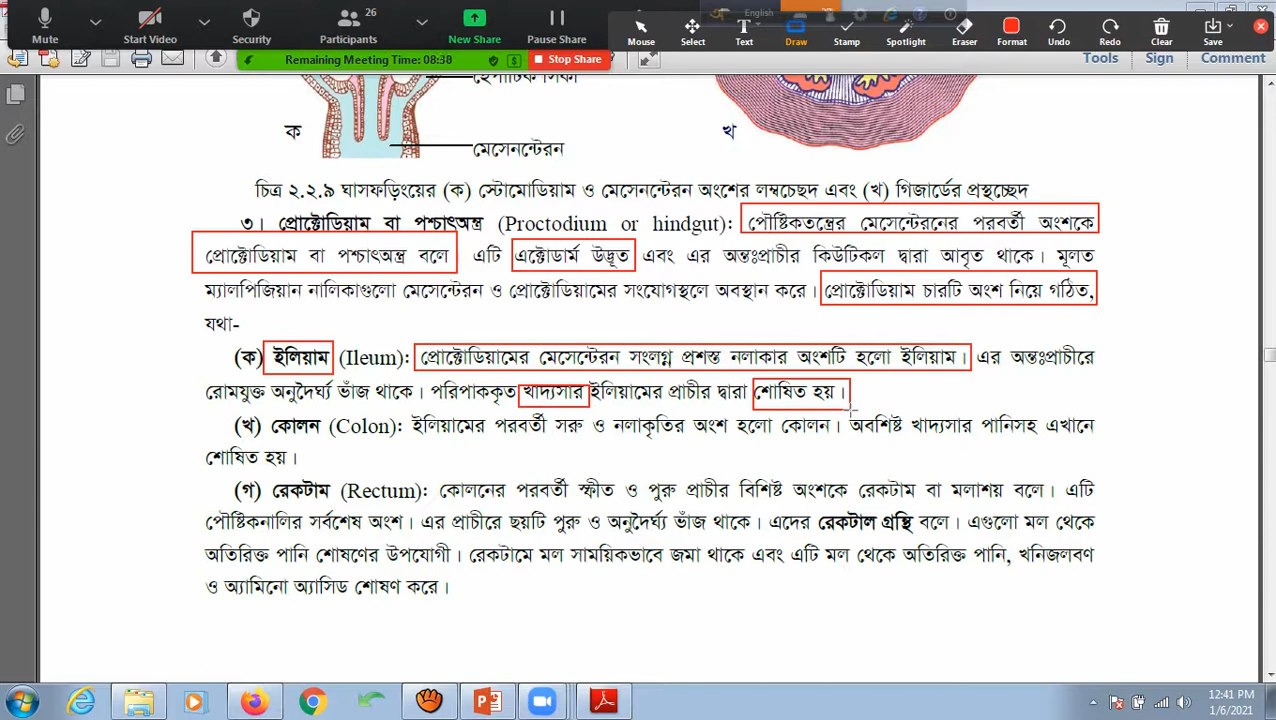 English
Mute
Start Video
Security
26
Participants
New Share
Pause Share
Mouse
Select
Text
Draw
Stamp
Spotlight
Eraser
Format
Undo
Redo
Clear
Save
Remaining Meeting Time: 08:30
Stop Share
Tools
Sign
Comment
ক
মেসেনন্টেরন
খ
চিত্র ২.২.৯ ঘাসফড়িংয়ের (ক) স্টোমোডিয়াম ও মেসেনন্টেরন অংশের লম্বচ্ছেদ এবং (খ) গিজার্ডের প্রস্থচ্ছেদ
৩। প্রোক্টোডিয়াম বা পশ্চাৎঅন্ত্র (Proctodium or hindgut): পৌষ্টিকতন্ত্রের মেসেন্টেরনের পরবর্তী অংশকে
প্রোক্টোডিয়াম বা পশ্চাৎঅন্ত্র বলে এটি এক্টোডার্ম উদ্ভূত এবং এর অন্তঃপ্রাচীর কিউটিকল দ্বারা আবৃত থাকে। মূলত
ম্যালপিজিয়ান নালিকাগুলো মেসেন্টেরন ও প্রোক্টোডিয়ামের সংযোগস্থলে অবস্থান করে। প্রোক্টোডিয়াম চারটি অংশ নিয়ে গঠিত,
যথা-
(ক) ইলিয়াম (Ileum): প্রোক্টোডিয়ামের মেসেন্টেরন সংলগ্ন প্রশস্ত নলাকার অংশটি হলো ইলিয়াম। এর অন্তঃপ্রাচীরে
রোমযুক্ত অনুদৈর্ঘ্য ভাঁজ থাকে। পরিপাককৃত খাদ্যসার ইলিয়ামের প্রাচীর দ্বারা শোষিত হয়।
(খ) কোলন (Colon): ইলিয়ামের পরবর্তী সরু ও নলাকৃতির অংশ হলো কোলন। অবশিষ্ট খাদ্যসার পানিসহ এখানে
শোষিত হয়।
(গ) রেকটাম (Rectum): কোলনের পরবর্তী স্ফীত ও পুরু প্রাচীর বিশিষ্ট অংশকে রেকটাম বা মলাশয় বলে। এটি
পৌষ্টিকনালির সর্বশেষ অংশ। এর প্রাচীরে ছয়টি পুরু ও অনুদৈর্ঘ্য ভাঁজ থাকে। এদের রেকটাল গ্রন্থি বলে। এগুলো মল থেকে
অতিরিক্ত পানি শোষণের উপযোগী। রেকটামে মল সাময়িকভাবে জমা থাকে এবং এটি মল থেকে অতিরিক্ত পানি, খনিজলবণ
ও অ্যামিনো অ্যাসিড শোষণ করে।
12:41 PM
1/6/2021